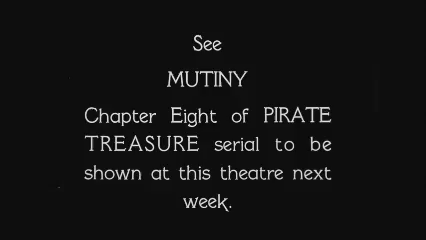 See
MUTINY
Chapter Eight of PIRATE
TREASURE serial to be
shown at this theatre next
week.